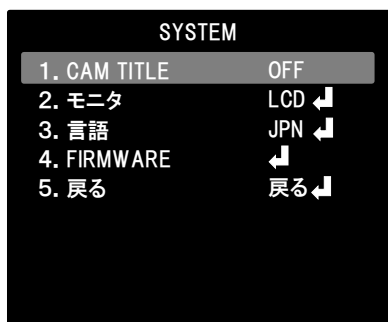 SYSTEM
1. CAM TITLE OFF
2. モニタ LCD ↲
3. 言語 JPN ↲
4. FIRMWARE ↲
5. 戻る 戻る↲